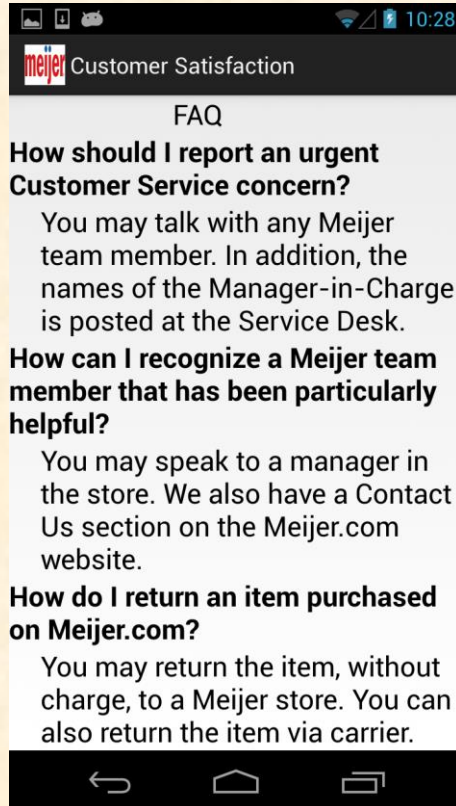 10:28
meijer Customer Satisfaction
FAQ
How should I report an urgent
Customer Service concern?
You may talk with any Meijer
team member. In addition, the
names of the Manager-in-Charge
is posted at the Service Desk.
How can I recognize a Meijer team
member that has been particularly
helpful?
You may speak to a manager in
the store. We also have a Contact
Us section on the Meijer.com
website.
How do I return an item purchased
on Meijer.com?
You may return the item, without
charge, to a Meijer store. You can
also return the item via carrier.